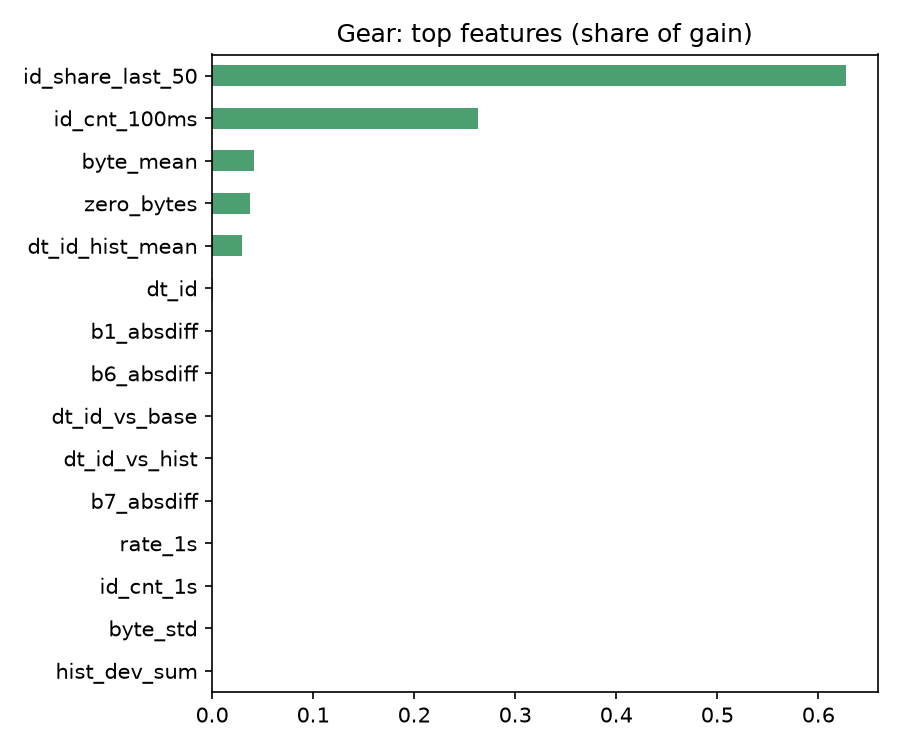 Gear: top features (share of gain)
id_share_last_50
id_cnt_100ms
byte_mean
zero_bytes
dt_id_hist_mean
dt_id
b1_absdiff
b6_absdiff
dt_id_vs_base
dt_id_vs_hist
b7_absdiff
rate_1s
id_cnt_1s
byte_std
hist_dev_sum
0.0 0.1 0.2 0.3 0.4 0.5 0.6